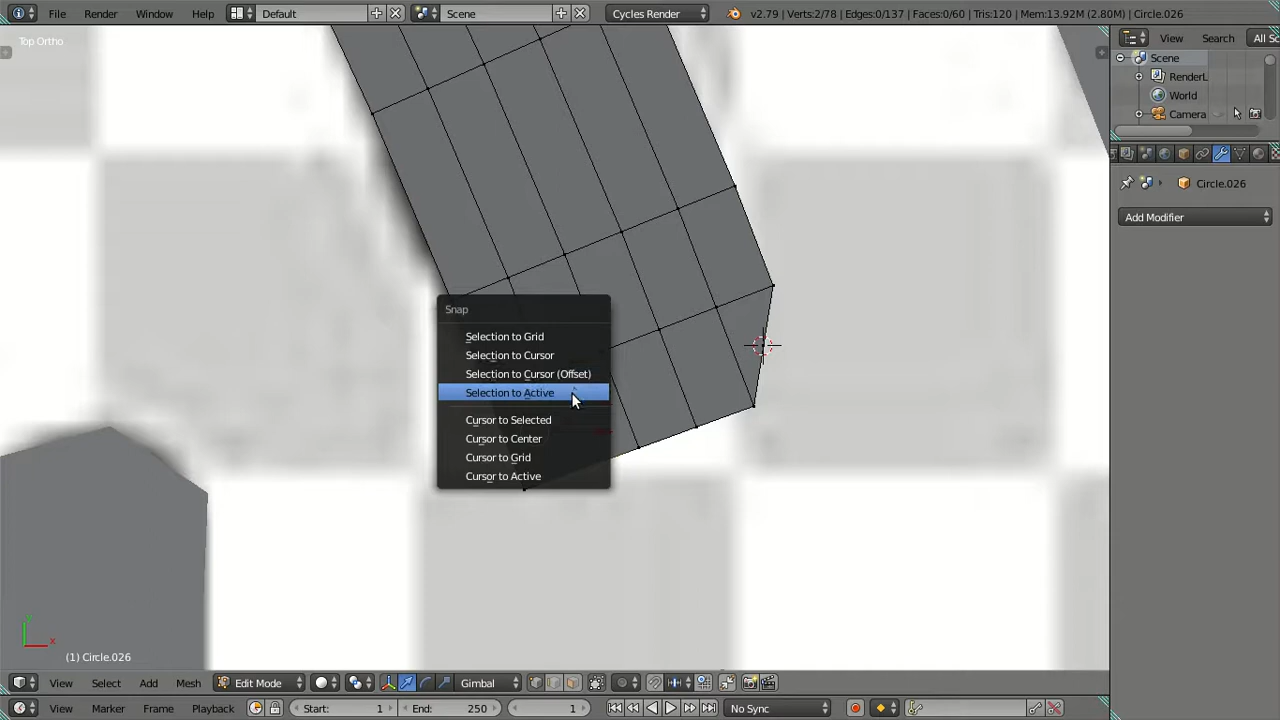 File Render Window Help Default Scene Cycles Render v2.79 | Verts:2/78 | Edges:0/137 | Faces:0/60 | Tris:120 | Mem:13.92M (2.80M) | Circle.026
Top Ortho
View Search All Sc
Scene
RenderL
World
Camera
Circle.026
Add Modifier
Snap
Selection to Grid
Selection to Cursor
Selection to Cursor (Offset)
Selection to Active
Cursor to Selected
Cursor to Center
Cursor to Grid
Cursor to Active
y
x
(1) Circle.026
View Select Add Mesh Edit Mode Gimbal
View Marker Frame Playback Start: 1 End: 250 1 No Sync